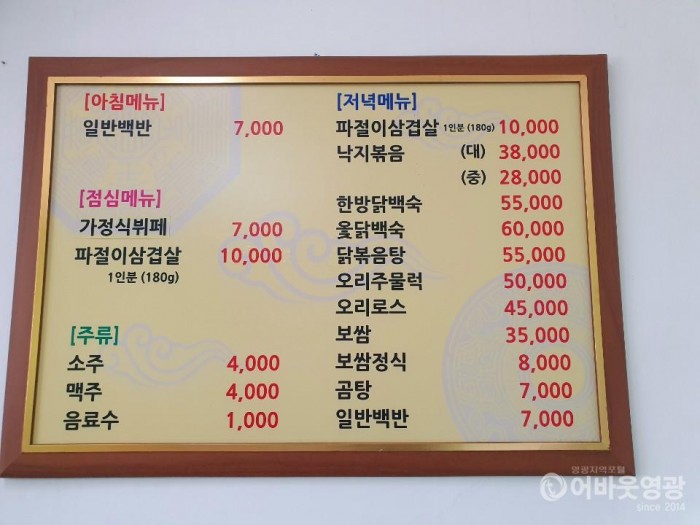 [아침메뉴]
일반백반 7,000
[점심메뉴]
가정식뷔페 7,000
파절이삼겹살 10,000
1인분 (180g)
[주류]
소주 4,000
맥주 4,000
음료수 1,000
[저녁메뉴]
파절이삼겹살 1인분 (180g) 10,000
낙지볶음 (대) 38,000
(중) 28,000
한방닭백숙 55,000
옻닭백숙 60,000
닭볶음탕 55,000
오리주물럭 50,000
오리로스 45,000
보쌈 35,000
보쌈정식 8,000
곰탕 7,000
일반백반 7,000
영광지역포털
어바웃영광
since 2014